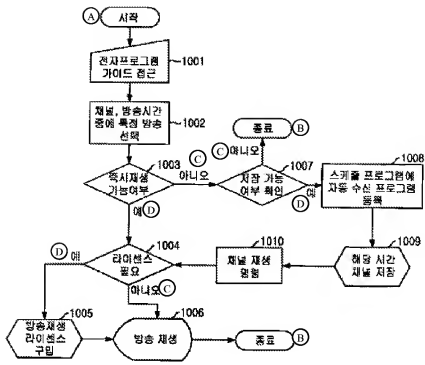 A
시작
전자프로그램
가이드 접근
1001
채널, 방송시간
중에 특정 방송
선택
1002
즉시재생
가능여부
1003
아니오
C
예
D
저장 가능
여부 확인
1007
C
아니오
종료
B
예
D
스케쥴 프로그램에
자동 수신 프로그램
등록
1008
해당 시간
채널 저장
1009
채널 재생
명령
1010
라이센스
필요
1004
D
예
아니오
C
방송재생
라이센스
구입
1005
방송 재생
1006
종료
B